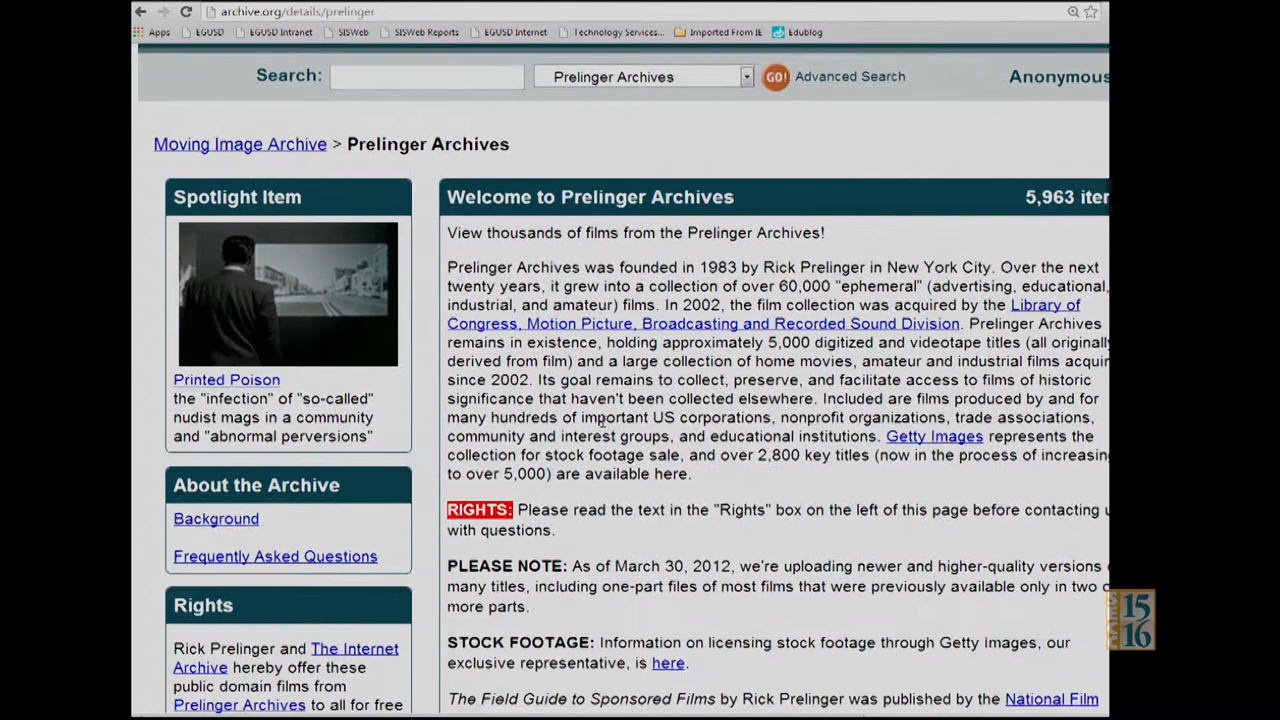 archive.org/details/prelinger
Apps EGUSD EGUSD Intranet SISWeb SISWeb Reports EGUSD Internet Technology Services... Imported From IE Edublog
Search: Prelinger Archives GO! Advanced Search Anonymous
Moving Image Archive > Prelinger Archives
Spotlight Item
Printed Poison
the "infection" of "so-called"
nudist mags in a community
and "abnormal perversions"
About the Archive
Background
Frequently Asked Questions
Rights
Rick Prelinger and The Internet
Archive hereby offer these
public domain films from
Prelinger Archives to all for free
Welcome to Prelinger Archives 5,963 iter
View thousands of films from the Prelinger Archives!
Prelinger Archives was founded in 1983 by Rick Prelinger in New York City. Over the next
twenty years, it grew into a collection of over 60,000 "ephemeral" (advertising, educational,
industrial, and amateur) films. In 2002, the film collection was acquired by the Library of
Congress, Motion Picture, Broadcasting and Recorded Sound Division. Prelinger Archives
remains in existence, holding approximately 5,000 digitized and videotape titles (all originally
derived from film) and a large collection of home movies, amateur and industrial films acquir
since 2002. Its goal remains to collect, preserve, and facilitate access to films of historic
significance that haven't been collected elsewhere. Included are films produced by and for
many hundreds of important US corporations, nonprofit organizations, trade associations,
community and interest groups, and educational institutions. Getty Images represents the
collection for stock footage sale, and over 2,800 key titles (now in the process of increasing
to over 5,000) are available here.
RIGHTS: Please read the text in the "Rights" box on the left of this page before contacting u
with questions.
PLEASE NOTE: As of March 30, 2012, we're uploading newer and higher-quality versions o
many titles, including one-part files of most films that were previously available only in two o
more parts.
STOCK FOOTAGE: Information on licensing stock footage through Getty Images, our
exclusive representative, is here.
The Field Guide to Sponsored Films by Rick Prelinger was published by the National Film
SECC
15
16